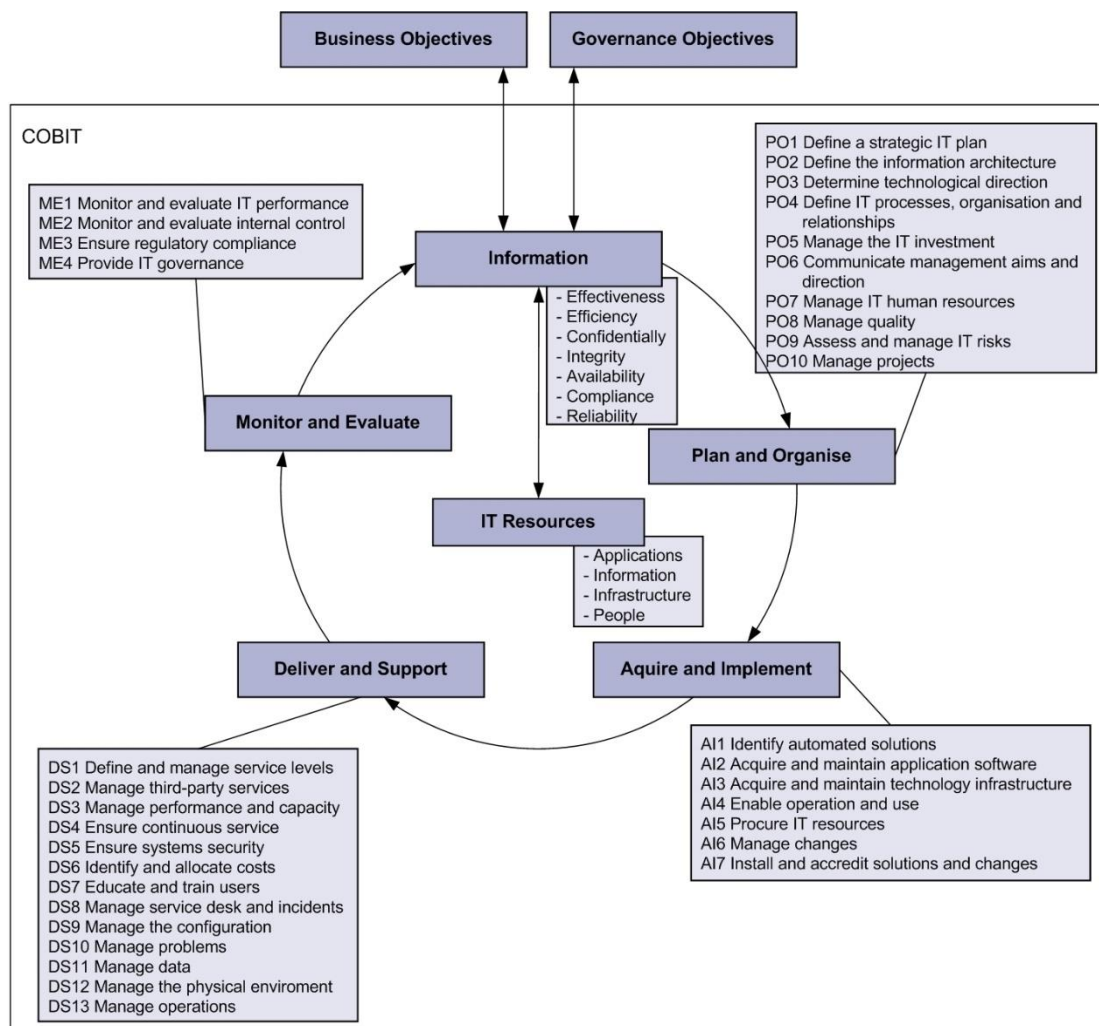 Business Objectives
Governance Objectives
COBIT
PO1 Define a strategic IT plan
PO2 Define the information architecture
PO3 Determine technological direction
PO4 Define IT processes, organisation and
relationships
PO5 Manage the IT investment
PO6 Communicate management aims and
direction
PO7 Manage IT human resources
PO8 Manage quality
PO9 Assess and manage IT risks
PO10 Manage projects
ME1 Monitor and evaluate IT performance
ME2 Monitor and evaluate internal control
ME3 Ensure regulatory compliance
ME4 Provide IT governance
Information
- Effectiveness
- Efficiency
- Confidentially
- Integrity
- Availability
- Compliance
- Reliability
Monitor and Evaluate
Plan and Organise
IT Resources
- Applications
- Information
- Infrastructure
- People
Deliver and Support
Aquire and Implement
DS1 Define and manage service levels
DS2 Manage third-party services
DS3 Manage performance and capacity
DS4 Ensure continuous service
DS5 Ensure systems security
DS6 Identify and allocate costs
DS7 Educate and train users
DS8 Manage service desk and incidents
DS9 Manage the configuration
DS10 Manage problems
DS11 Manage data
DS12 Manage the physical enviroment
DS13 Manage operations
AI1 Identify automated solutions
AI2 Acquire and maintain application software
AI3 Acquire and maintain technology infrastructure
AI4 Enable operation and use
AI5 Procure IT resources
AI6 Manage changes
AI7 Install and accredit solutions and changes